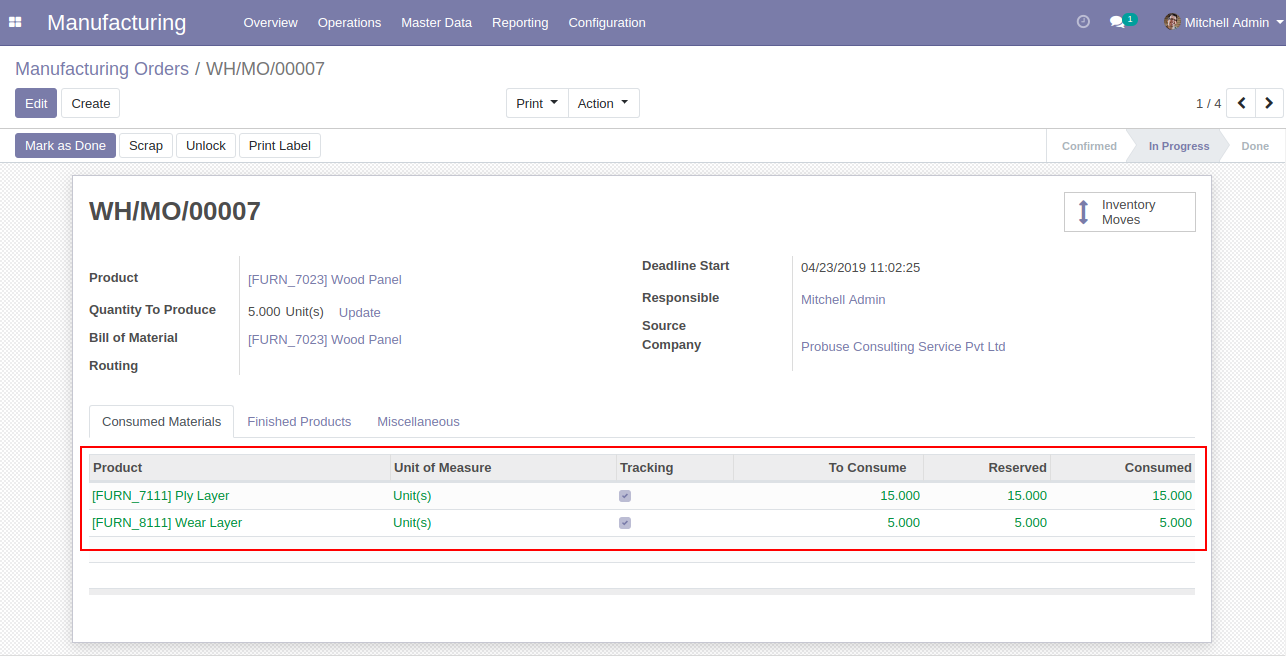 Manufacturing Overview Operations Master Data Reporting Configuration 1 Mitchell Admin
Manufacturing Orders / WH/MO/00007
Edit Create Print Action 1 / 4
Mark as Done Scrap Unlock Print Label Confirmed In Progress Done
WH/MO/00007
Inventory
Moves
Product [FURN_7023] Wood Panel
Quantity To Produce 5.000 Unit(s) Update
Bill of Material [FURN_7023] Wood Panel
Routing
Deadline Start 04/23/2019 11:02:25
Responsible Mitchell Admin
Source
Company Probuse Consulting Service Pvt Ltd
Consumed Materials Finished Products Miscellaneous
Product Unit of Measure Tracking To Consume Reserved Consumed
[FURN_7111] Ply Layer Unit(s) 15.000 15.000 15.000
[FURN_8111] Wear Layer Unit(s) 5.000 5.000 5.000